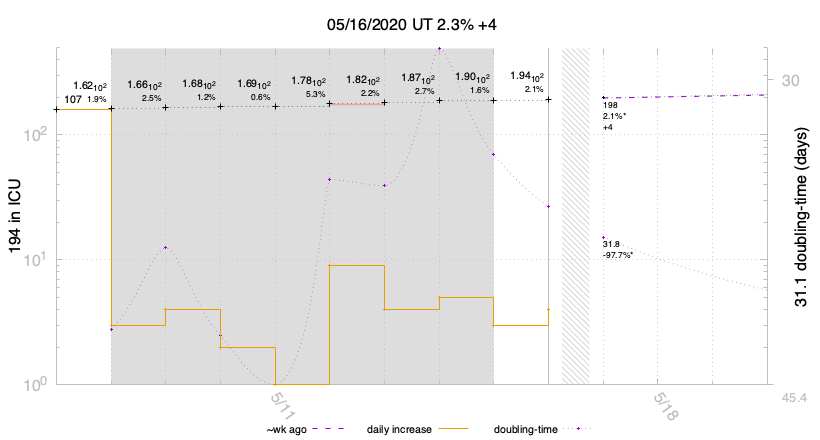 05/16/2020 UT 2.3% +4
1.62₁₀₂ 1.66₁₀₂ 1.68₁₀₂ 1.69₁₀₂ 1.78₁₀₂ 1.82₁₀₂ 1.87₁₀₂ 1.90₁₀₂ 1.94₁₀₂
107 1.9% 2.5% 1.2% 0.6% 5.3% 2.2% 2.7% 1.6% 2.1%
30
198
2.1%*
+4
10²
31.8
-97.7%*
10¹
10⁰
45.4
194 in ICU
31.1 doubling-time (days)
5/11
5/18
~wk ago daily increase doubling-time